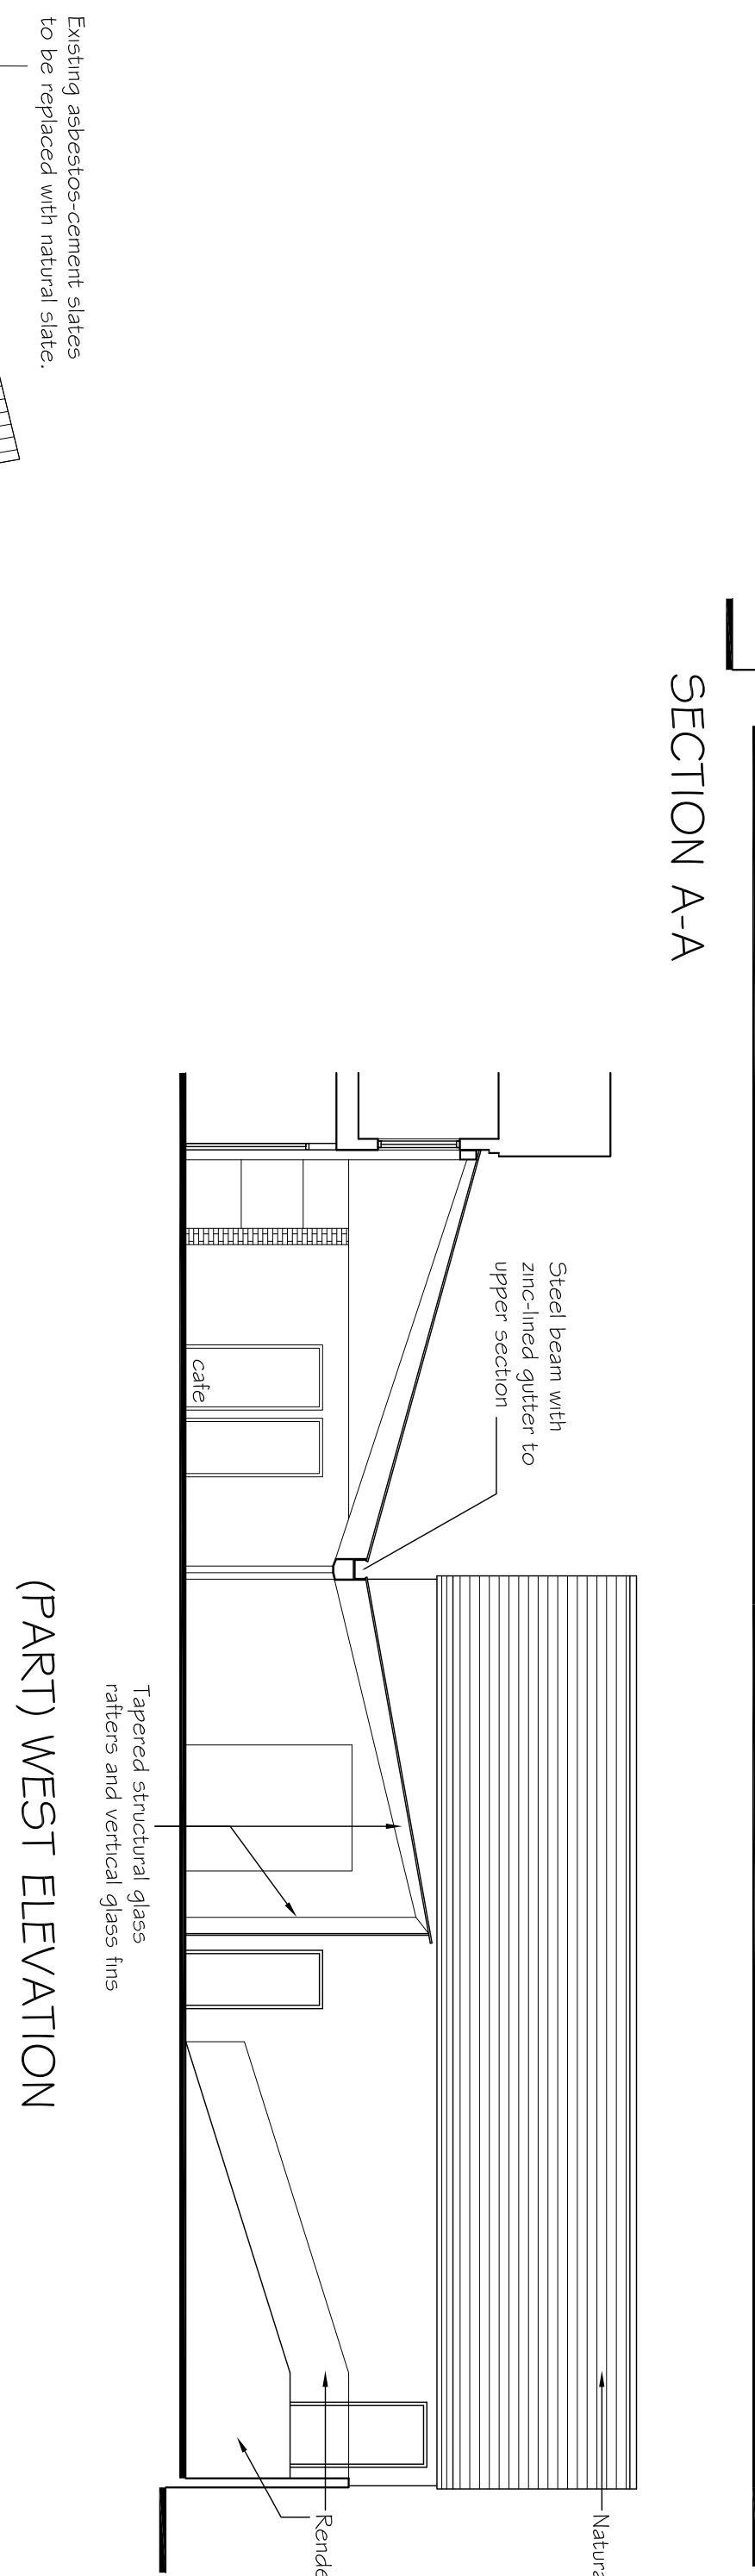 SECTION A-A
Steel beam with
zinc-lined gutter to
upper section
cafe
Tapered structural glass
rafters and vertical glass fins
(PART) WEST ELEVATION
Existing asbestos-cement slates
to be replaced with natural slate.